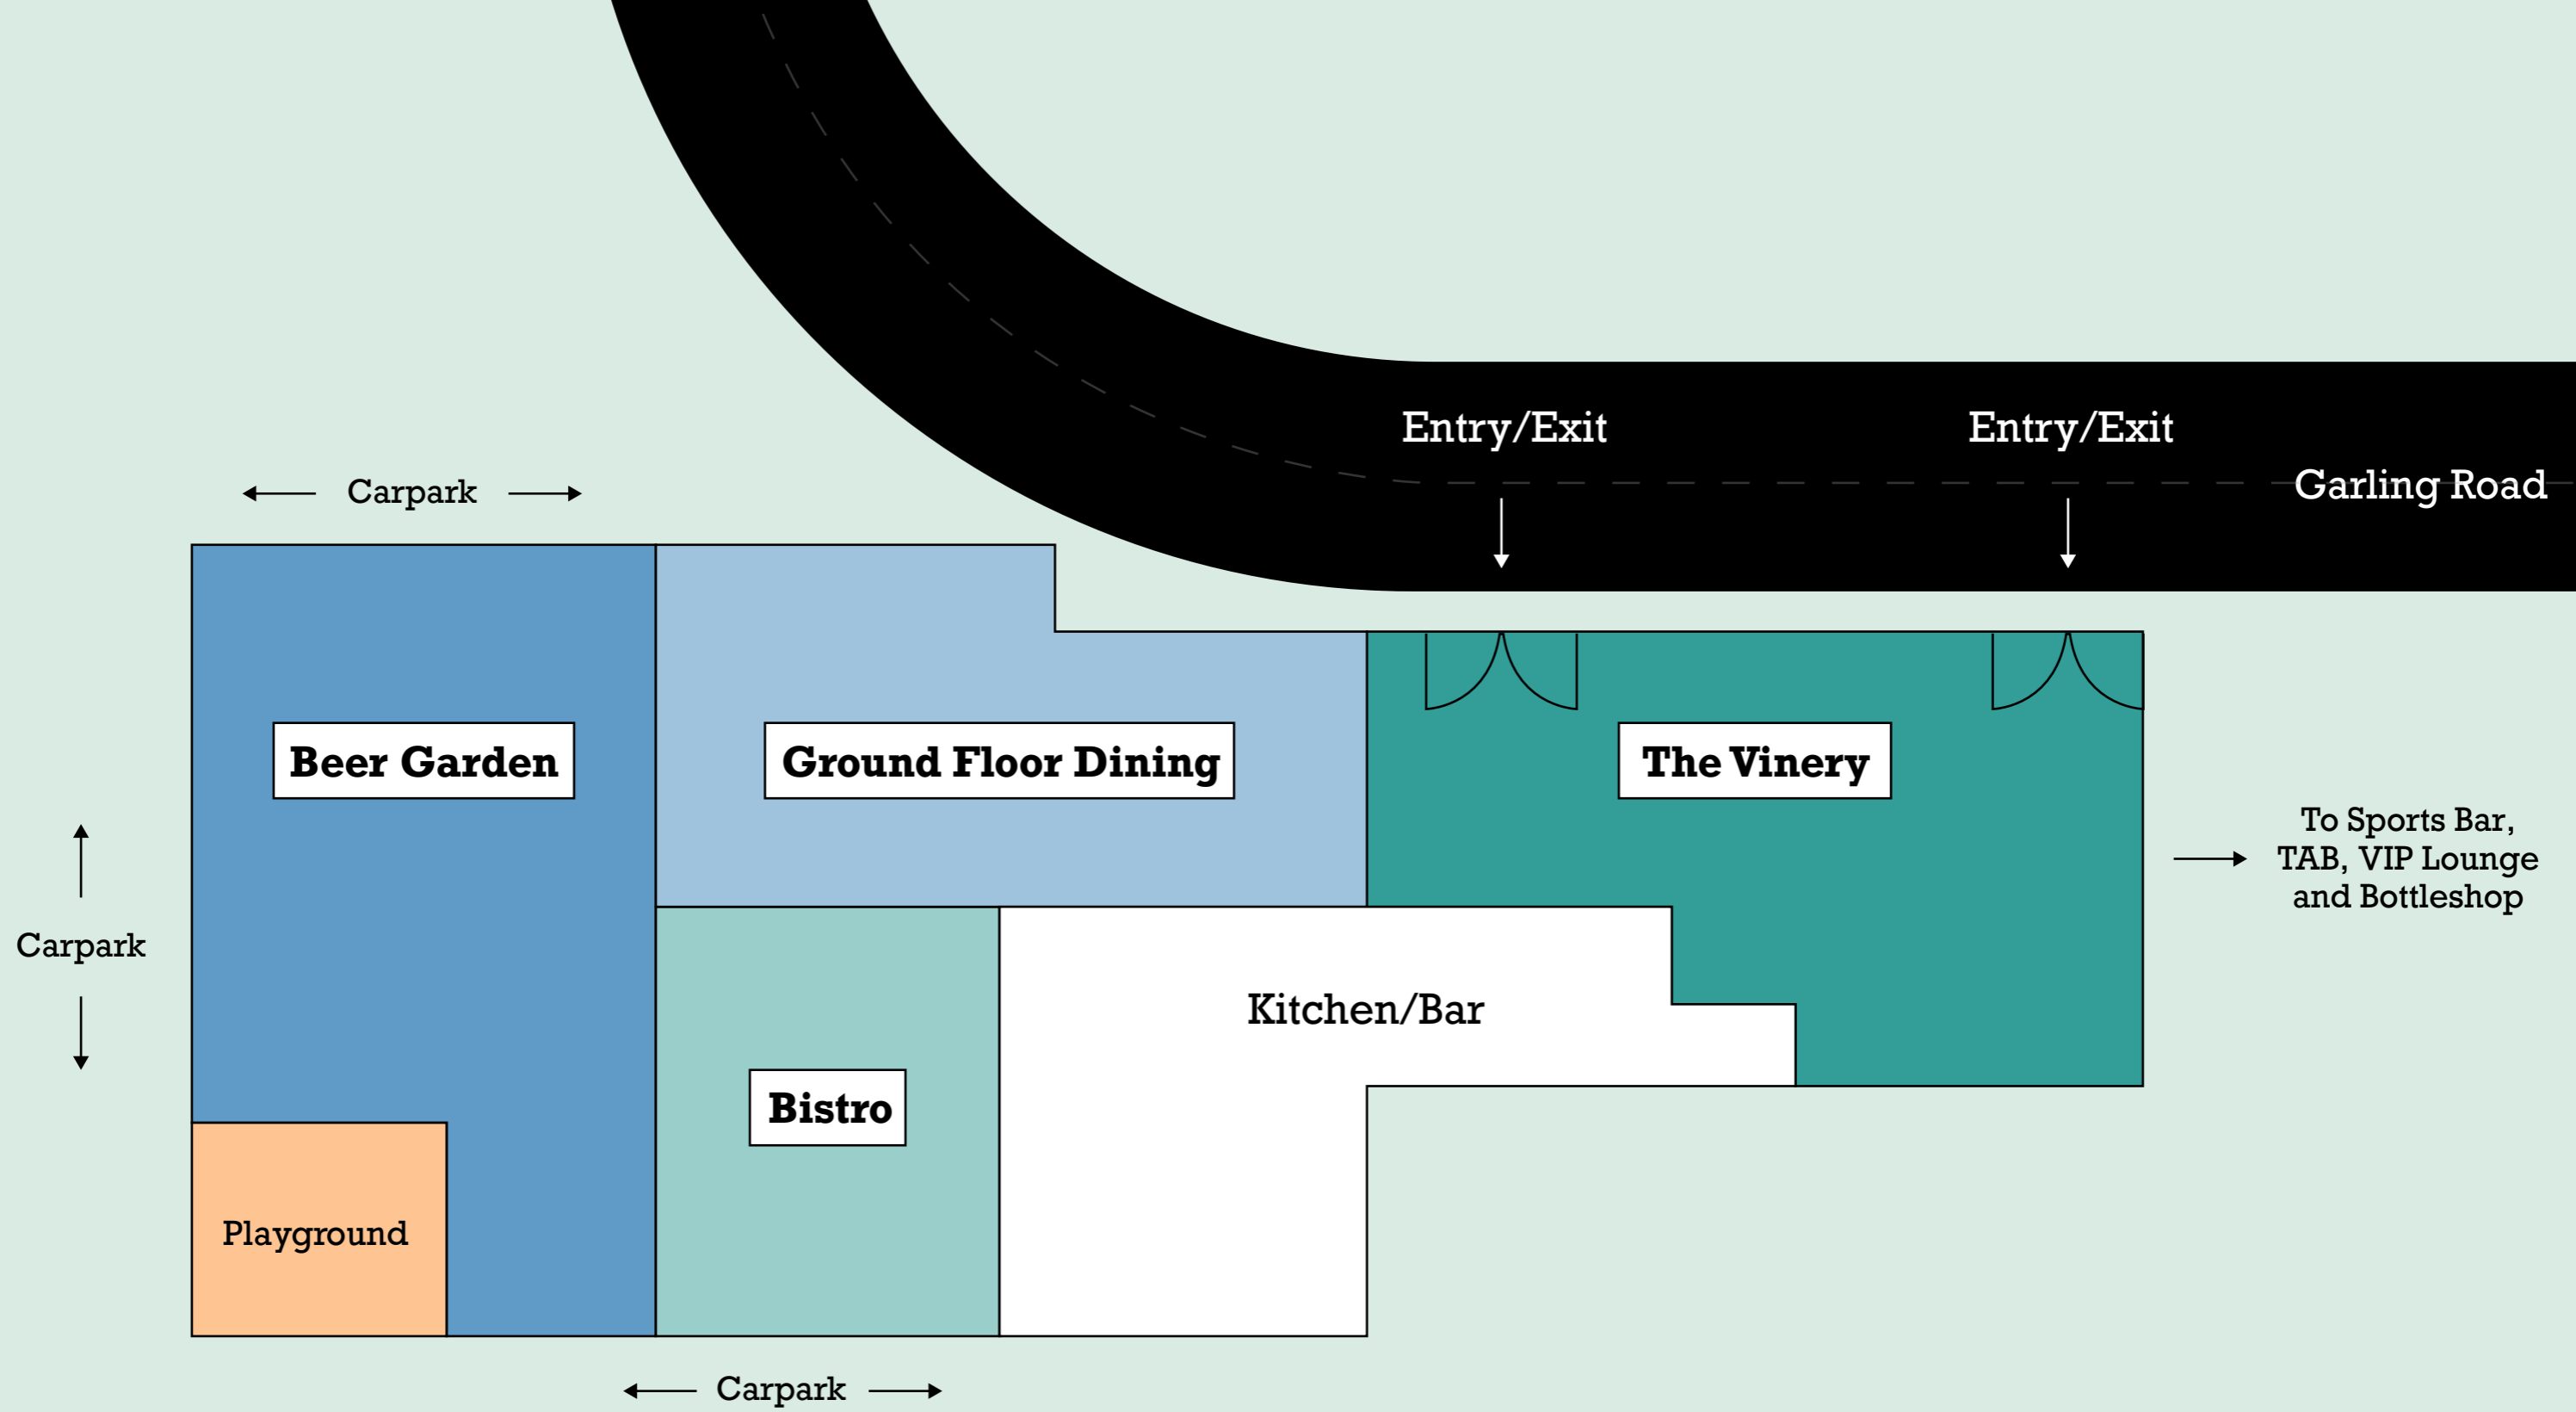 Entry/Exit
Entry/Exit
Garling Road
Carpark
Beer Garden
Ground Floor Dining
The Vinery
To Sports Bar,
TAB, VIP Lounge
and Bottleshop
Carpark
Kitchen/Bar
Bistro
Playground
Carpark